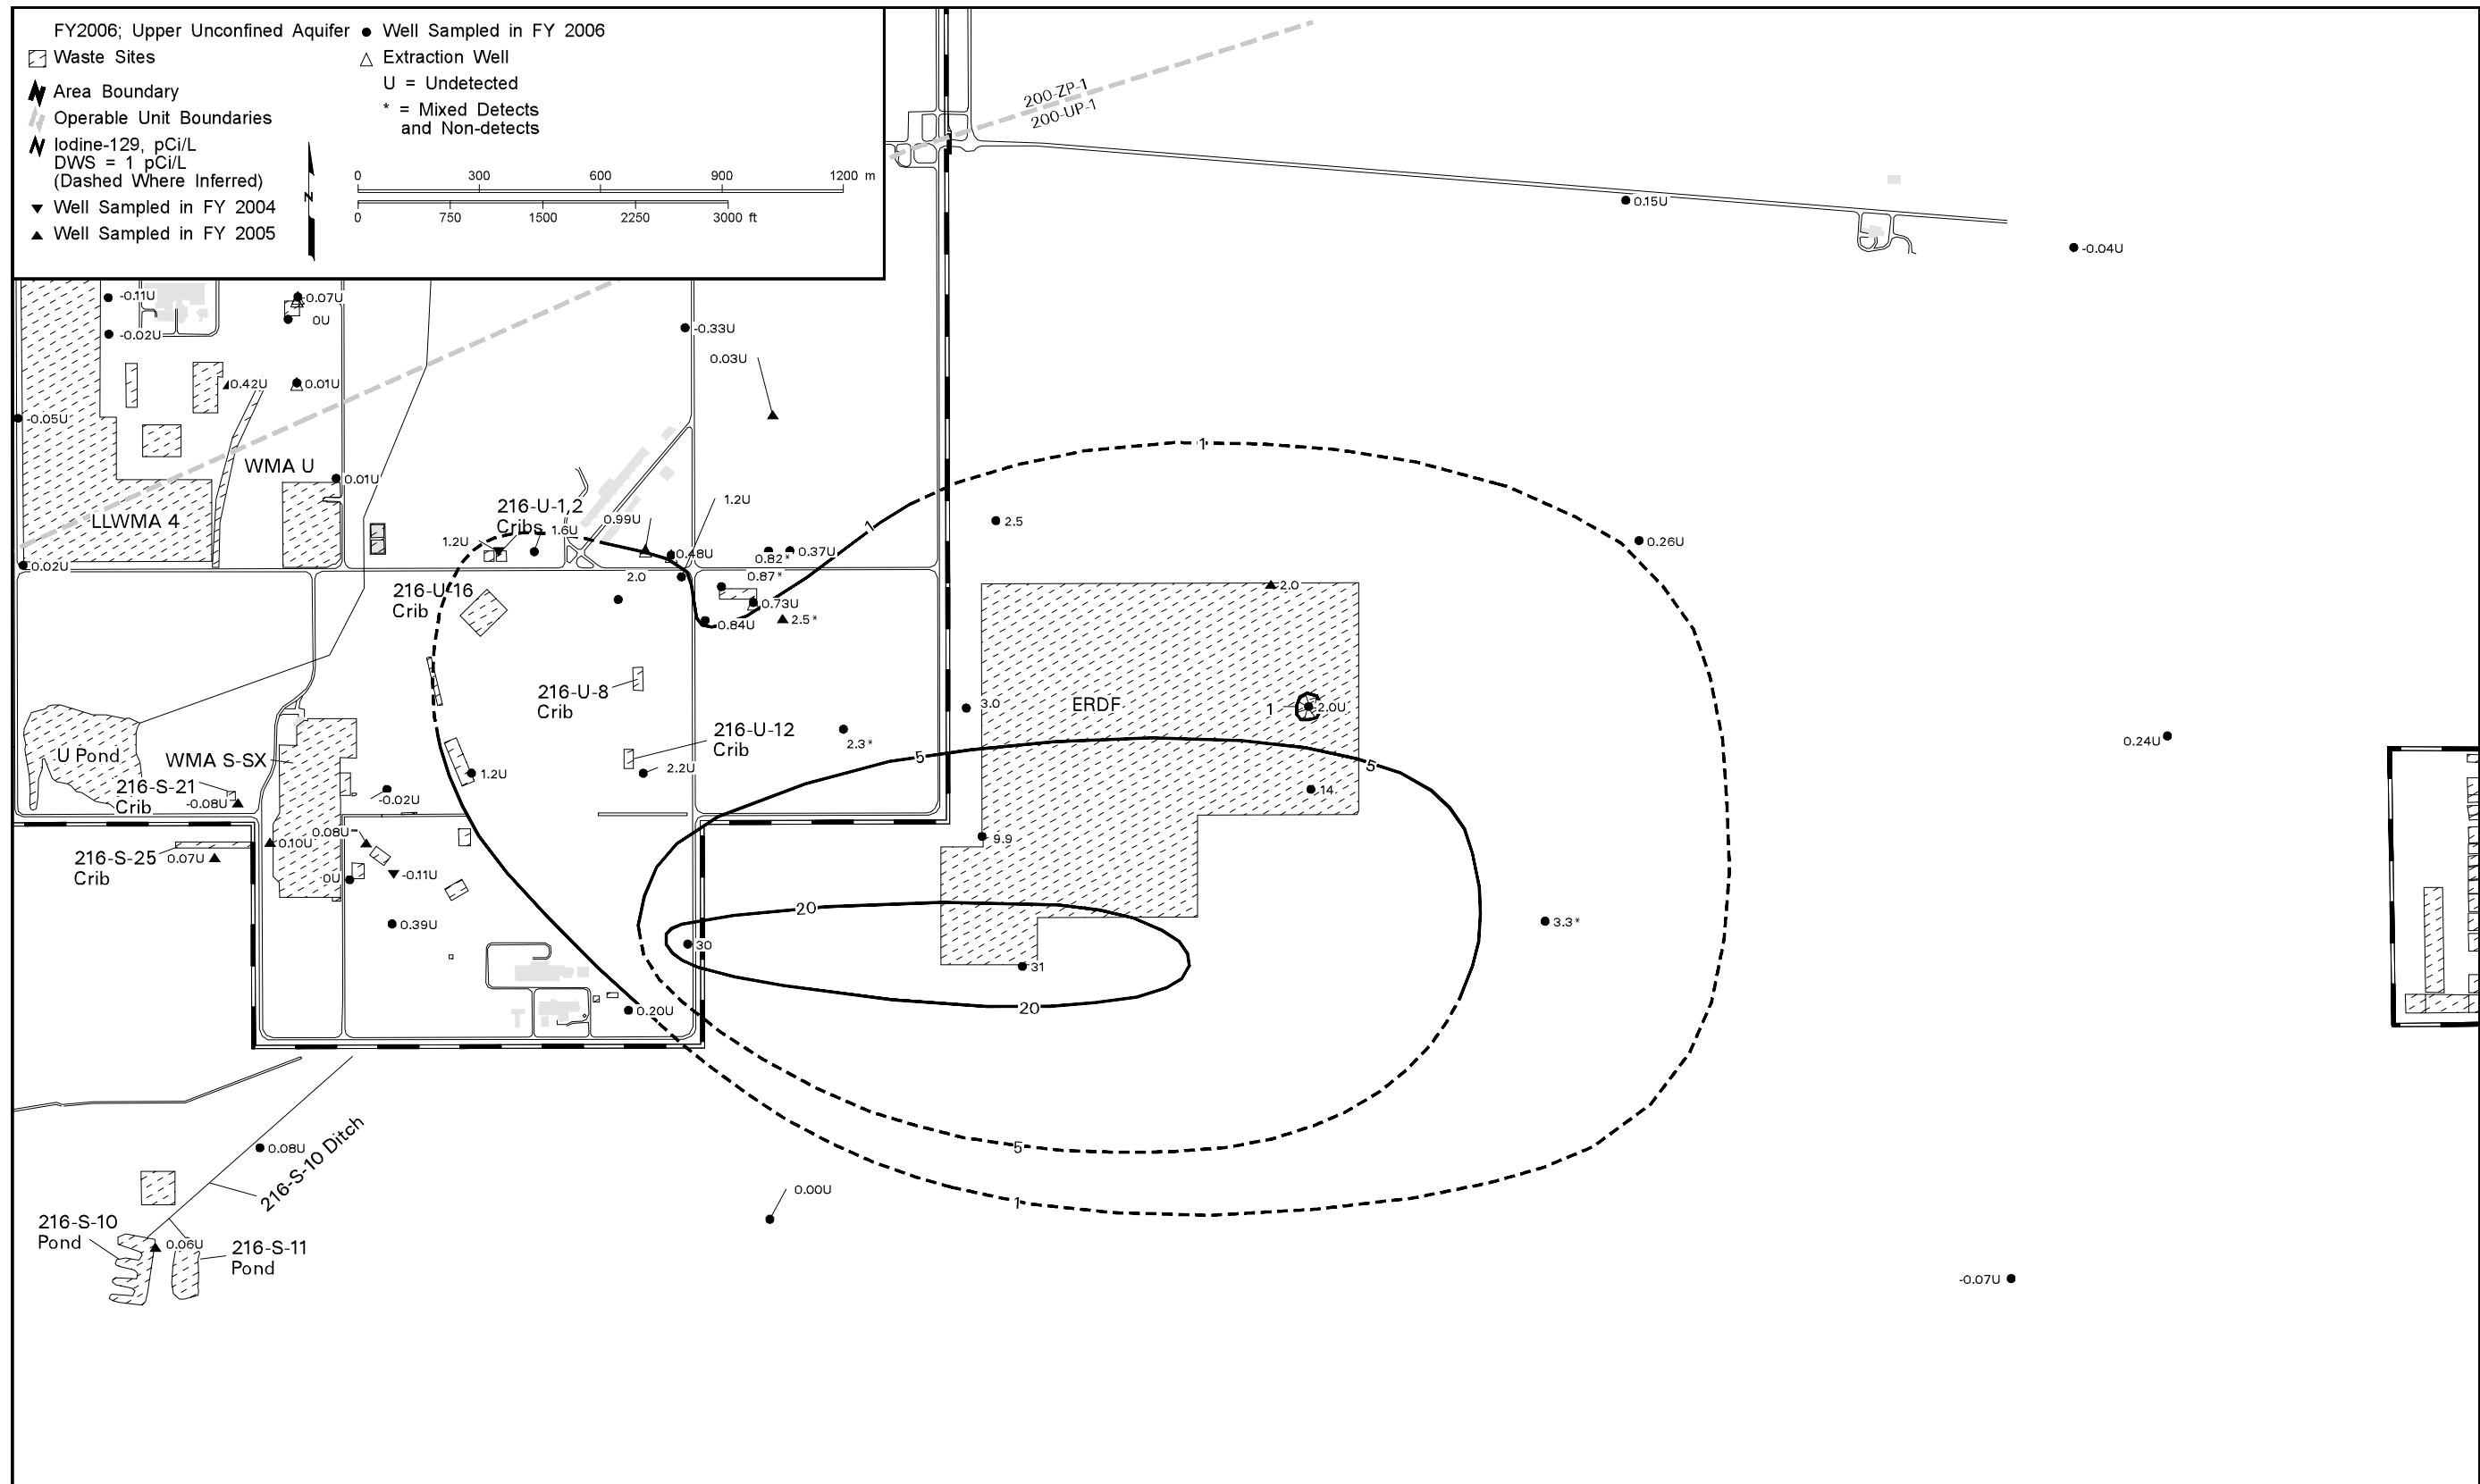 FY2006; Upper Unconfined Aquifer
Waste Sites
Area Boundary
Operable Unit Boundaries
Iodine-129, pCi/L
DWS = 1 pCi/L
(Dashed Where Inferred)
Well Sampled in FY 2004
Well Sampled in FY 2005
Well Sampled in FY 2006
Extraction Well
U = Undetected
* = Mixed Detects
and Non-detects
N
0 300 600 900 1200 m
0 750 1500 2250 3000 ft
200-ZP-1
200-UP-1
0.15U
-0.04U
-0.11U
-0.07U
0U
-0.02U
-0.33U
0.03U
0.42U
0.01U
-0.05U
1
WMA U
0.01U
1.2U
216-U-1,2
Cribs
LLWMA 4
0.99U
1
2.5
1.6U
1.2U
0.26U
0.48U
0.82*
0.37U
0.02U
2.0
0.87*
216-U-16
Crib
2.0
0.73U
0.84U
2.5*
216-U-8
Crib
3.0
ERDF
1
2.0U
216-U-12
Crib
2.3*
0.24U
U Pond
WMA S-SX
5
5
1.2U
2.2U
216-S-21
Crib
-0.08U
-0.02U
14
0.08U
0.10U
9.9
216-S-25
Crib
0.07U
0U
-0.11U
20
0.39U
3.3*
30
31
0.20U
20
5
0.08U
216-S-10 Ditch
0.00U
1
216-S-10
Pond
0.06U
216-S-11
Pond
-0.07U